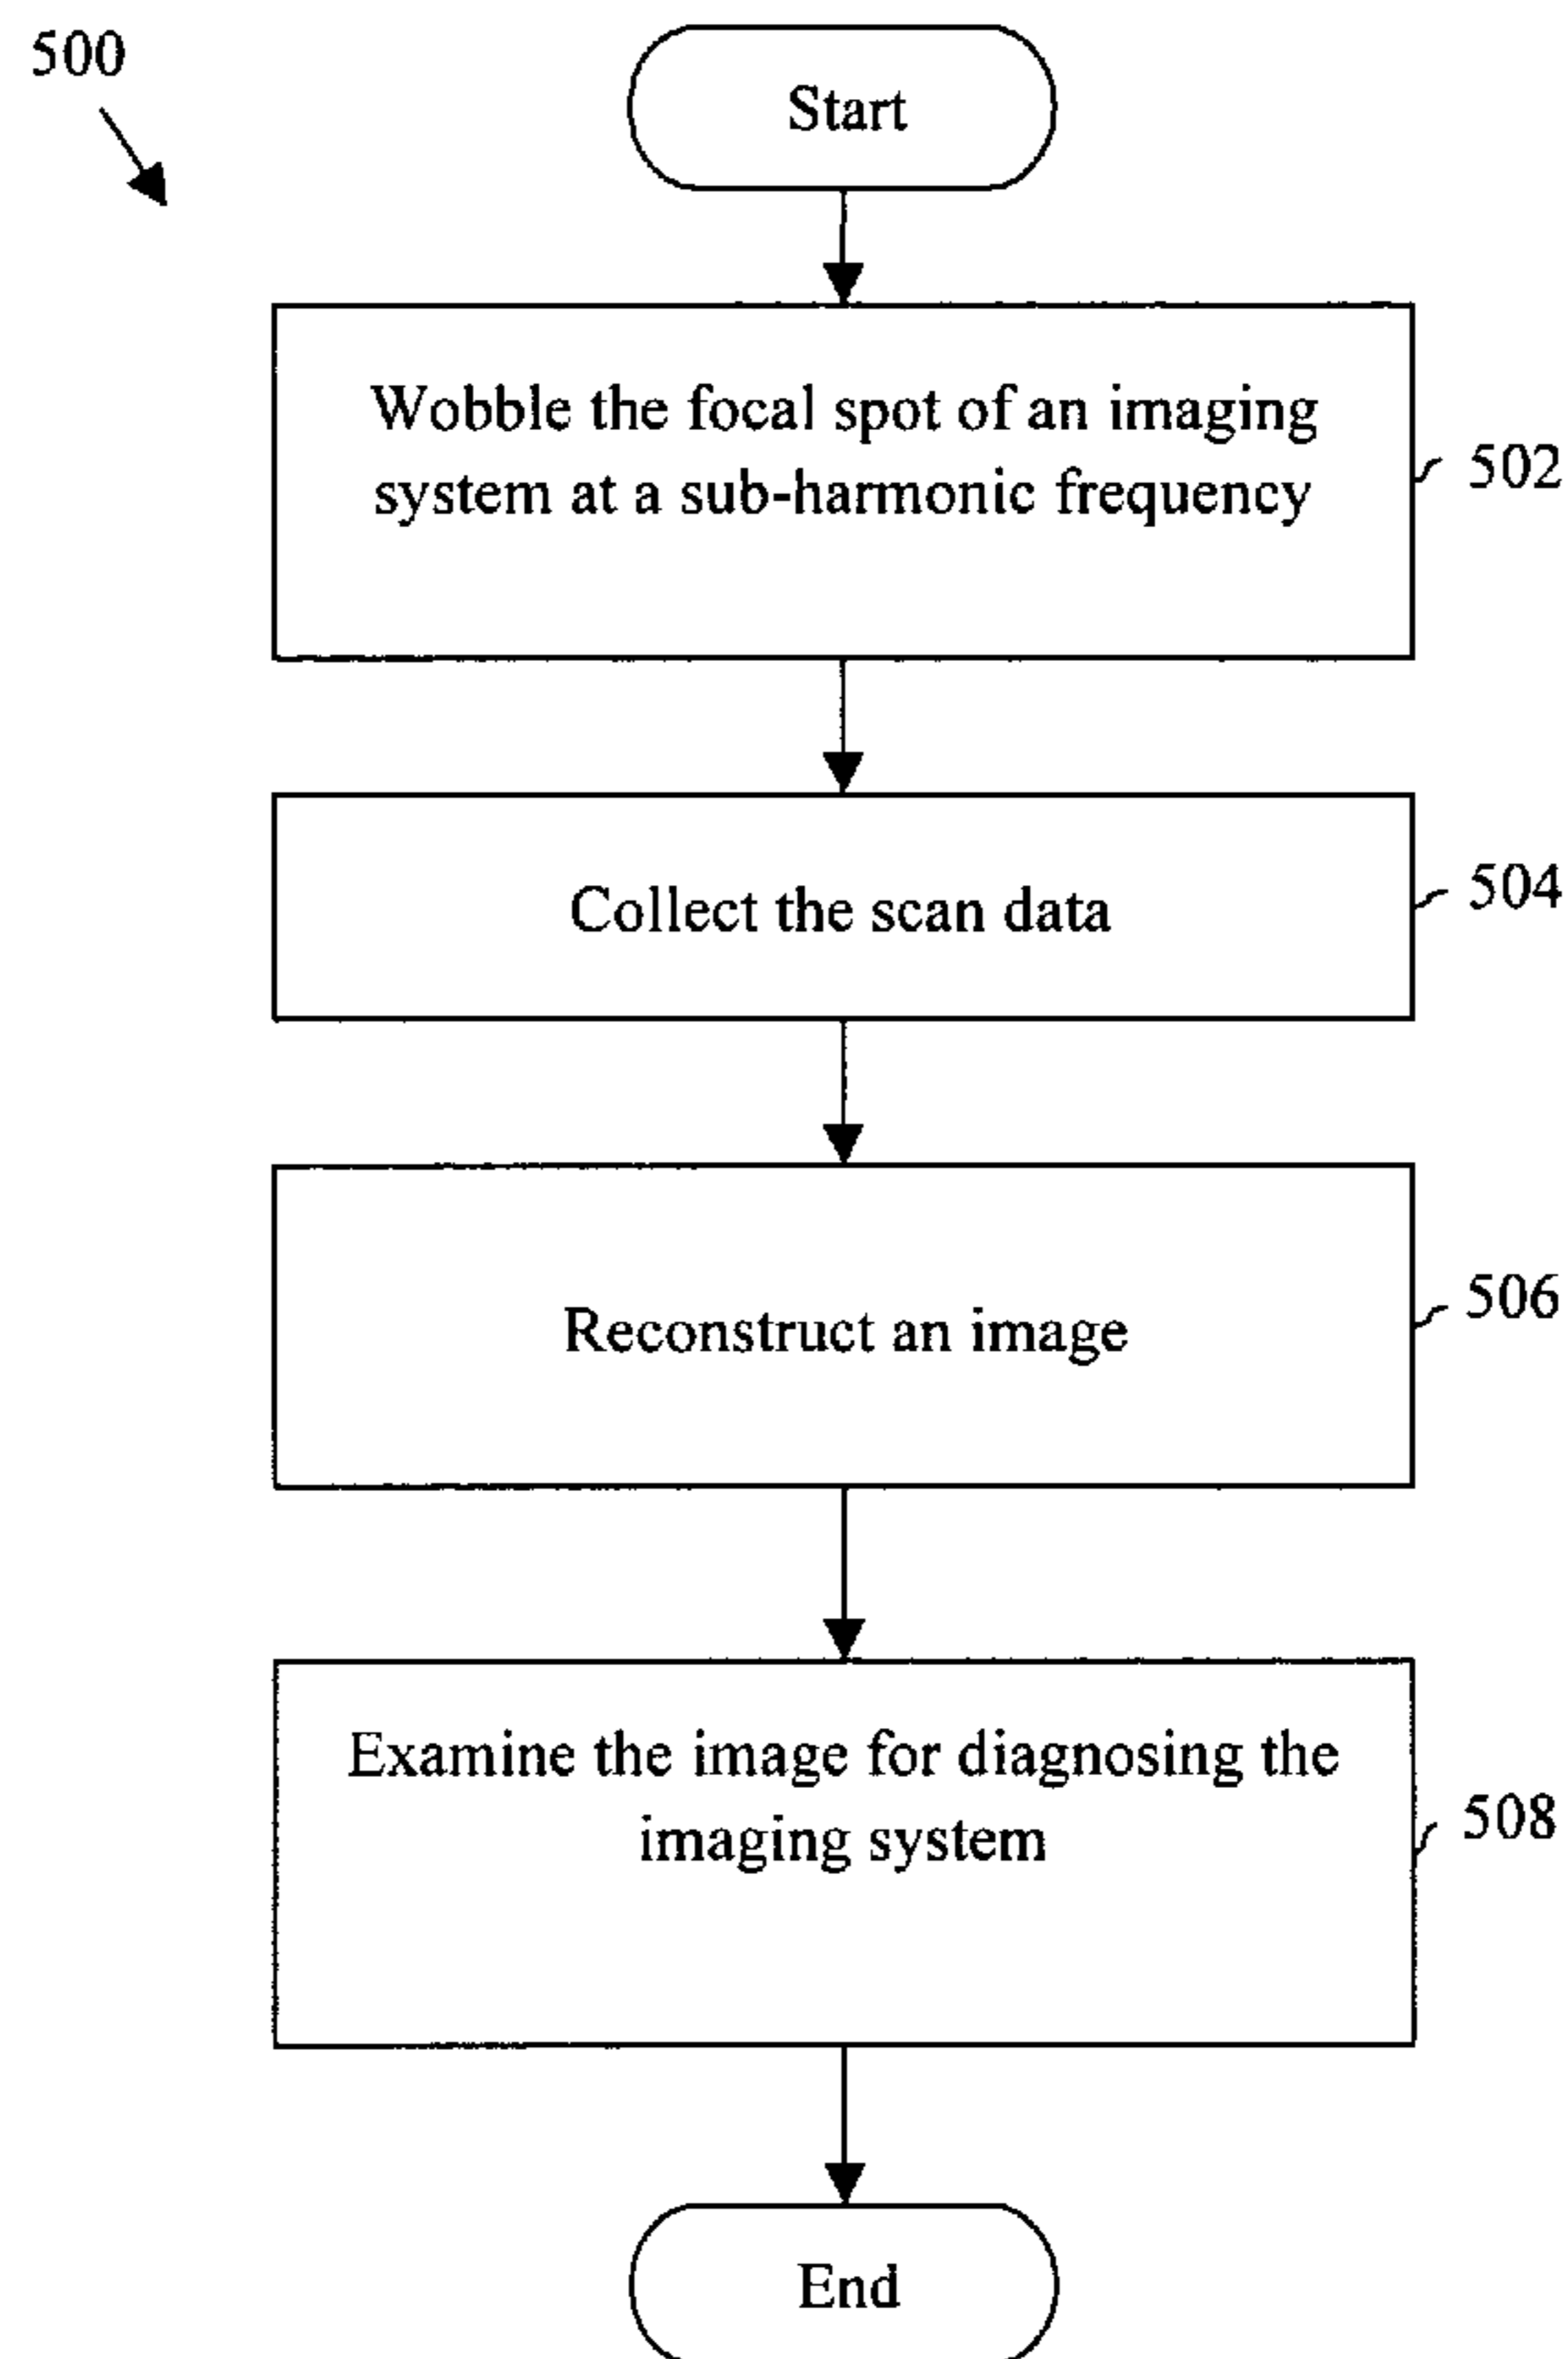 500
Start
Wobble the focal spot of an imaging
system at a sub-harmonic frequency
502
Collect the scan data
504
Reconstruct an image
506
Examine the image for diagnosing the
imaging system
508
End